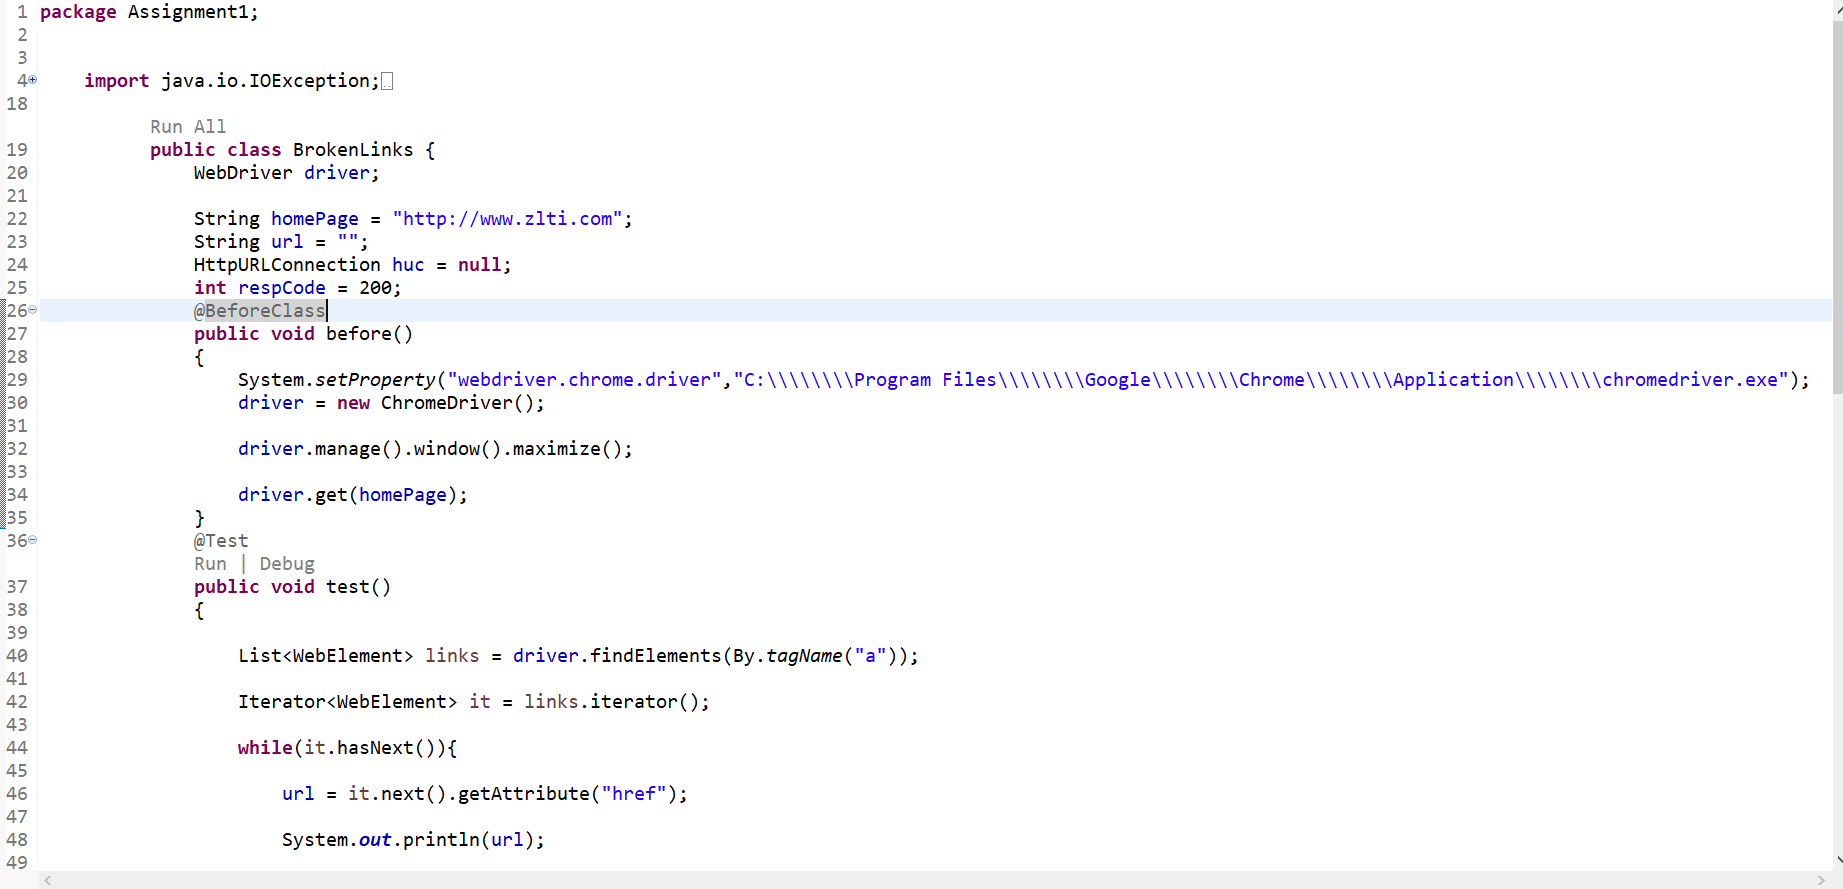 1 package Assignment1;
2
3
4 import java.io.IOException;
18
Run All
19 public class BrokenLinks {
20 WebDriver driver;
21
22 String homePage = "http://www.zlti.com";
23 String url = "";
24 HttpURLConnection huc = null;
25 int respCode = 200;
26 @BeforeClass
27 public void before()
28 {
29 System.setProperty("webdriver.chrome.driver","C:\\\\\\\\Program Files\\\\\\\\Google\\\\\\\\Chrome\\\\\\\\Application\\\\\\\\chromedriver.exe");
30 driver = new ChromeDriver();
31
32 driver.manage().window().maximize();
33
34 driver.get(homePage);
35 }
36 @Test
Run | Debug
37 public void test()
38 {
39
40 List<WebElement> links = driver.findElements(By.tagName("a"));
41
42 Iterator<WebElement> it = links.iterator();
43
44 while(it.hasNext()){
45
46 url = it.next().getAttribute("href");
47
48 System.out.println(url);
49